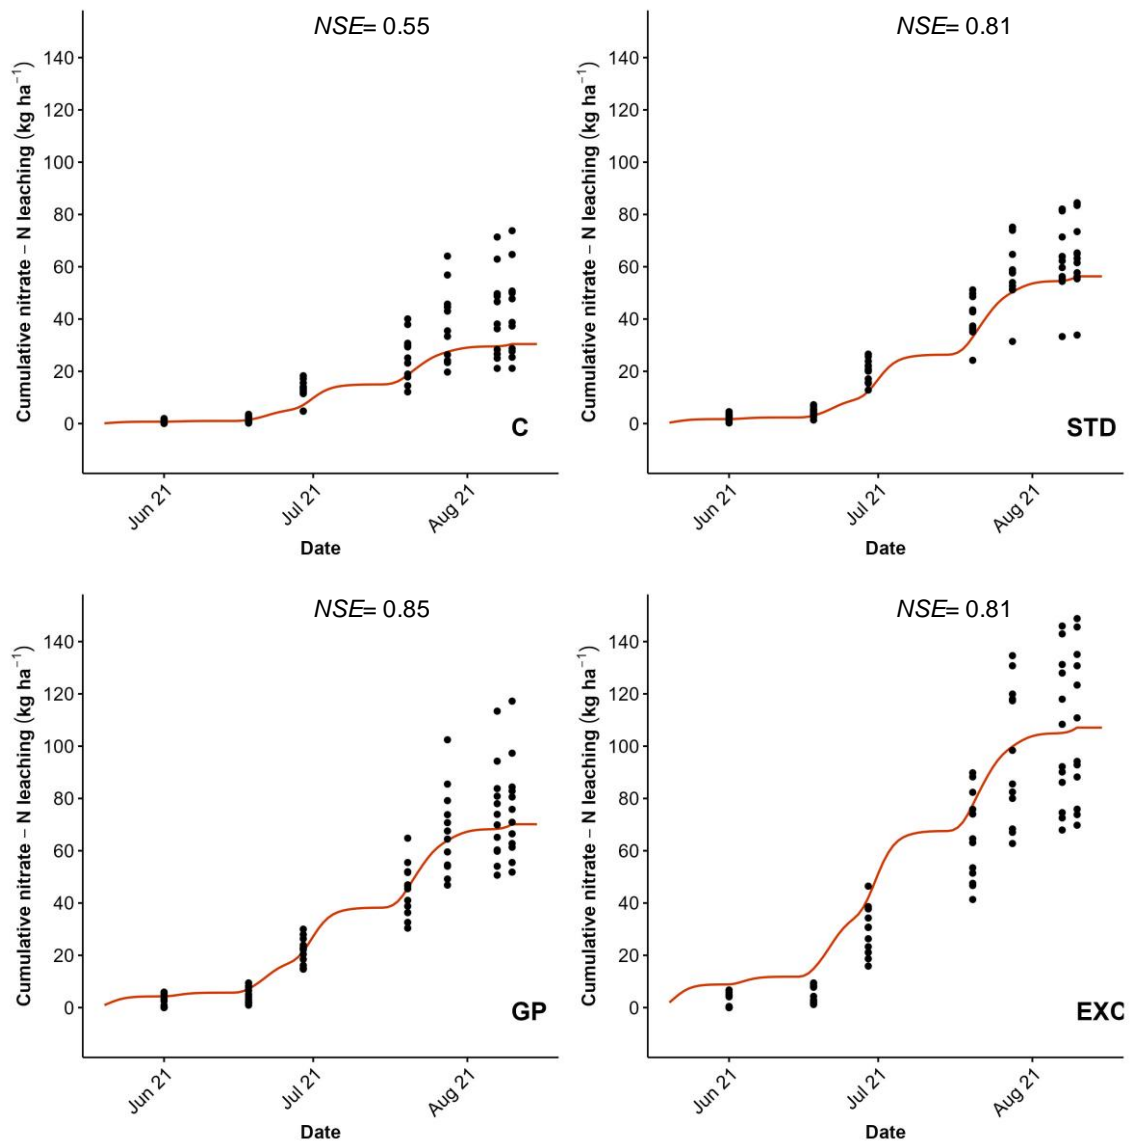 NSE= 0.55
140
120
100
80
60
40
20
0
Cumulative nitrate − N leaching (kg ha⁻¹)
C
Jun 21
Jul 21
Aug 21
Date
NSE= 0.81
140
120
100
80
60
40
20
0
Cumulative nitrate − N leaching (kg ha⁻¹)
STD
Jun 21
Jul 21
Aug 21
Date
NSE= 0.85
140
120
100
80
60
40
20
0
Cumulative nitrate − N leaching (kg ha⁻¹)
GP
Jun 21
Jul 21
Aug 21
Date
NSE= 0.81
140
120
100
80
60
40
20
0
Cumulative nitrate − N leaching (kg ha⁻¹)
EXC
Jun 21
Jul 21
Aug 21
Date